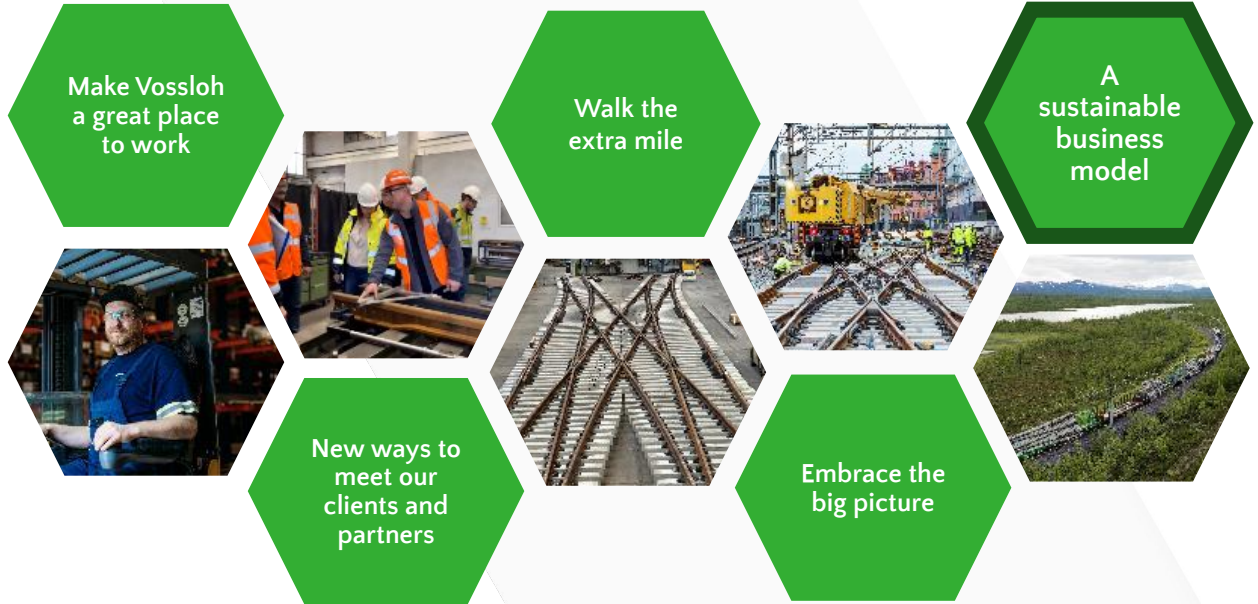 Make Vossloh
a great place
to work
Walk the
extra mile
A
sustainable
business
model
New ways to
meet our
clients and
partners
Embrace the
big picture